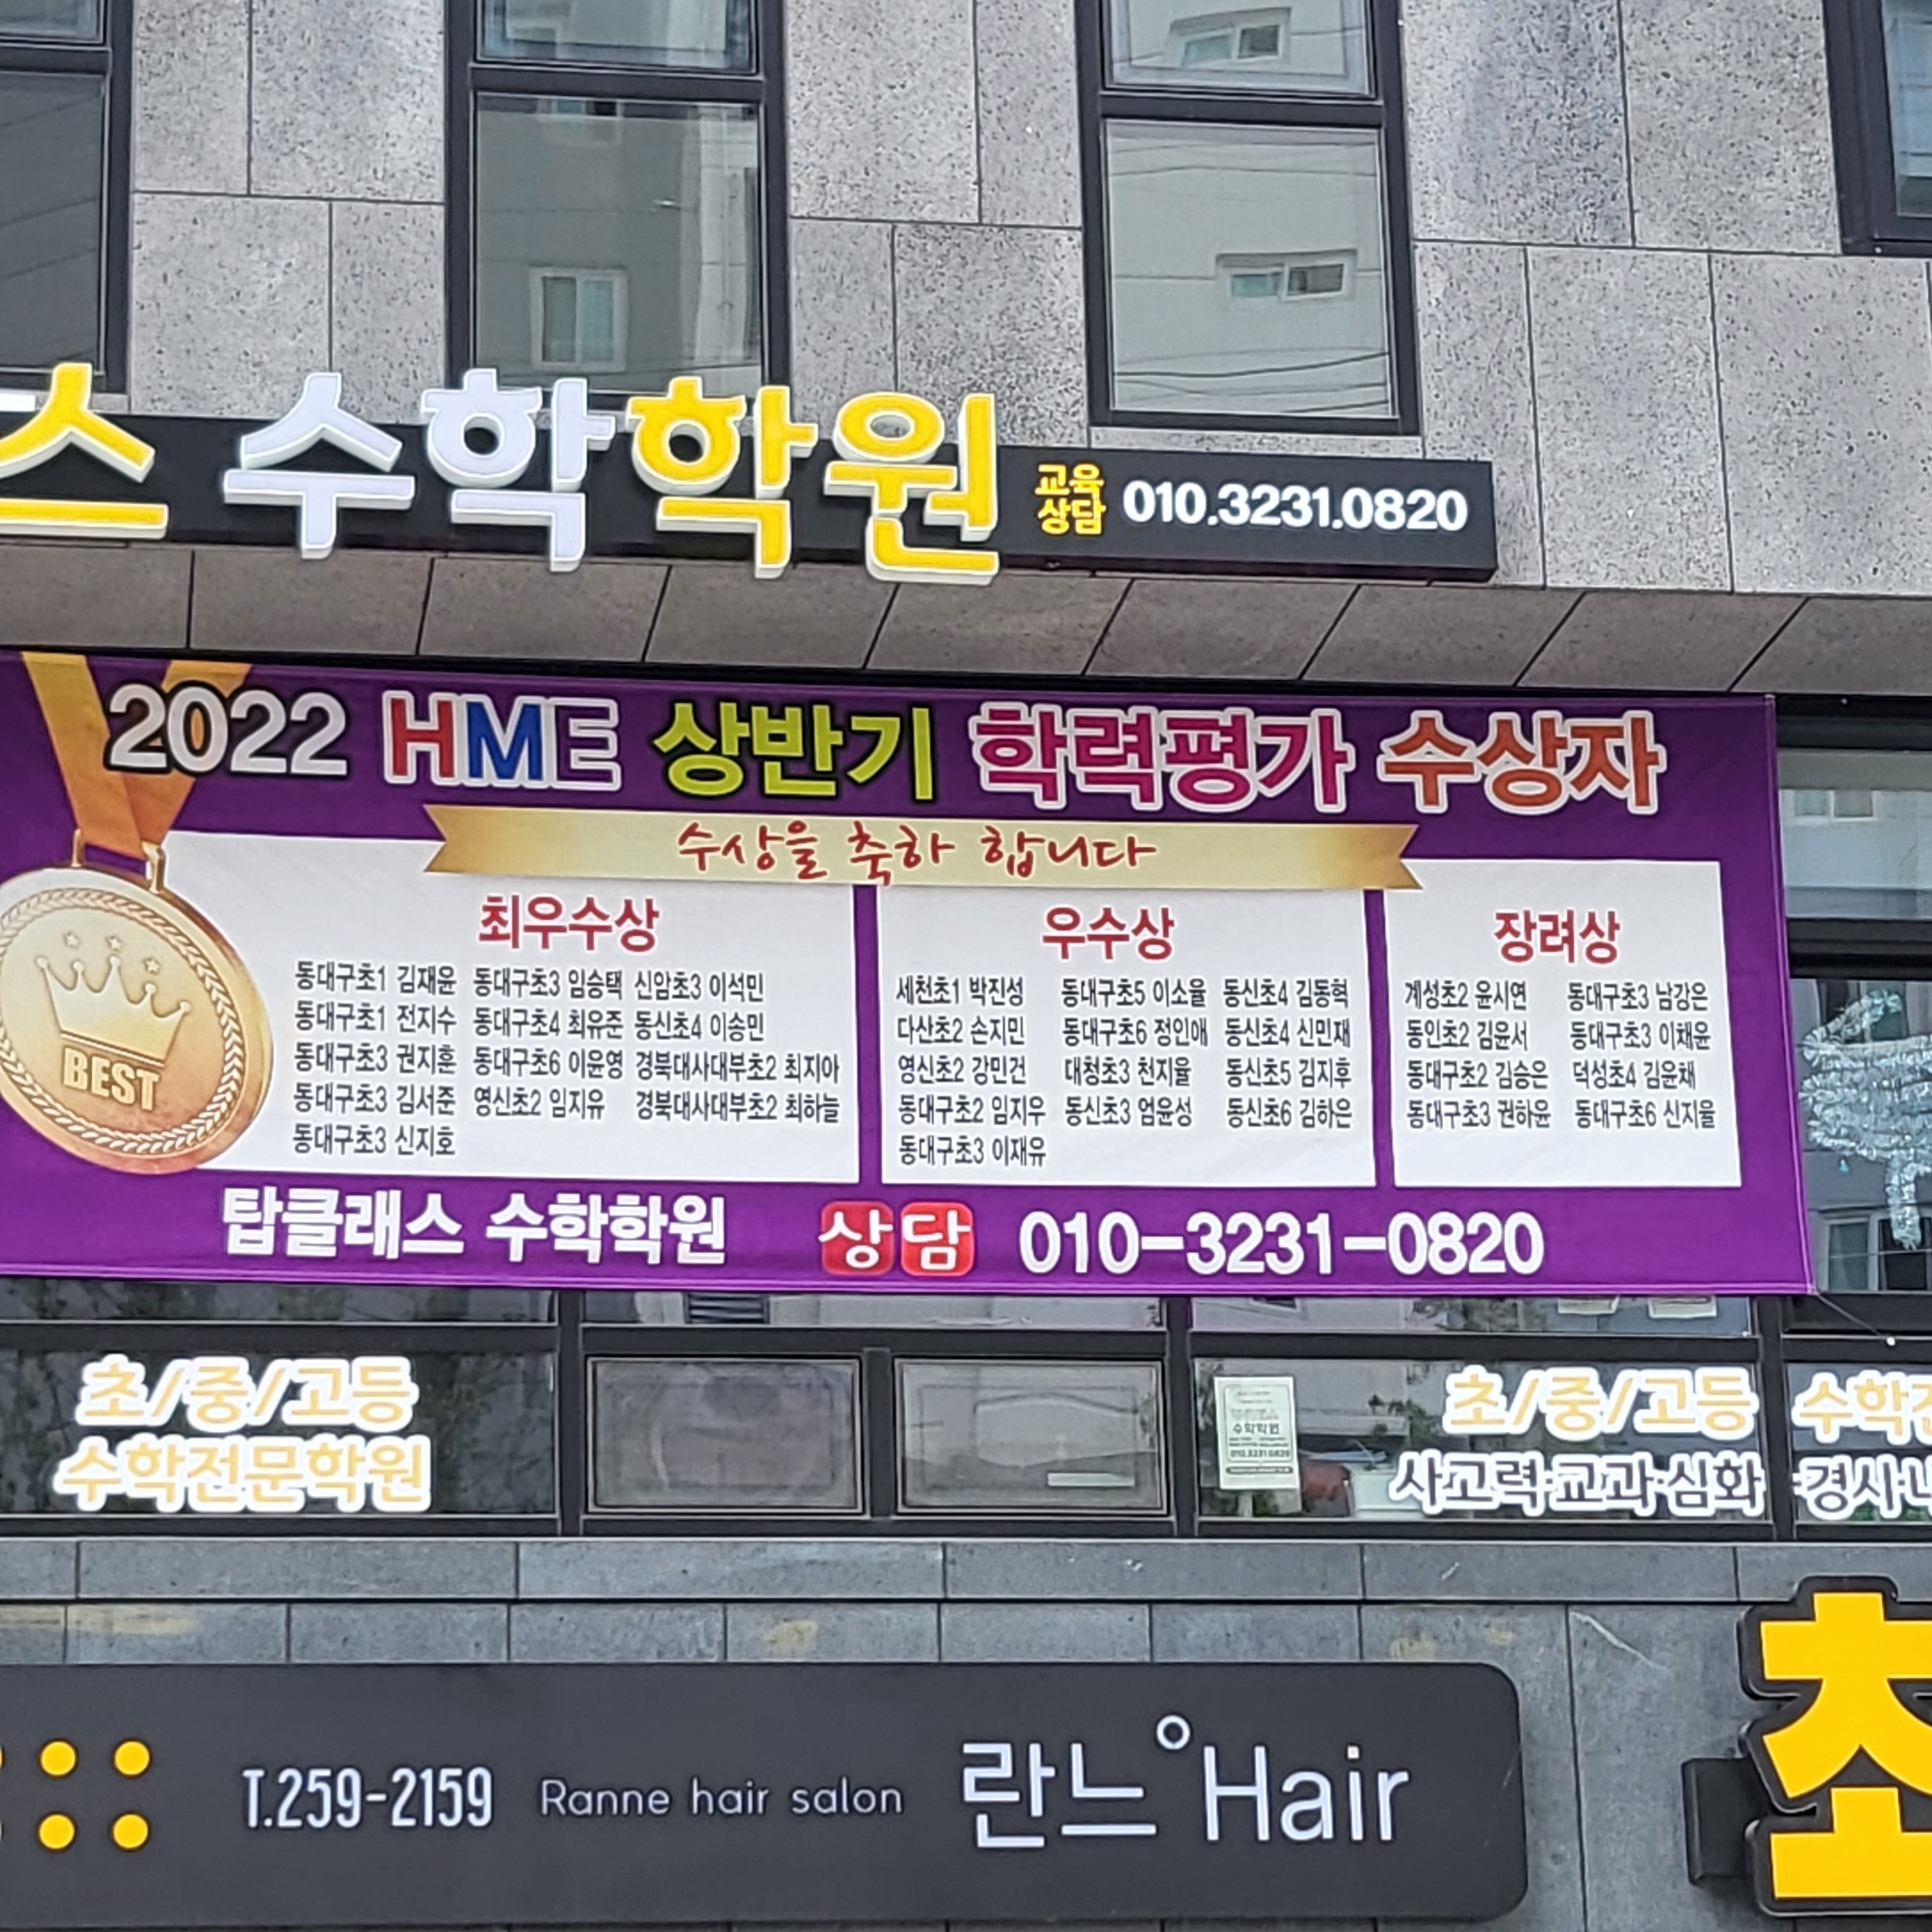 스 수학학원 교육상담 010.3231.0820
2022 HME 상반기 학력평가 수상자
수상을 축하 합니다
최우수상
동대구초1 김재윤 동대구초3 임승택 신암초3 이석민
동대구초1 전지수 동대구초4 최유준 동신초4 이승민
동대구초3 권지훈 동대구초6 이윤영 경북대사대부초2 최지아
동대구초3 김서준 영신초2 임지유 경북대사대부초2 최하늘
동대구초3 신지호
우수상
세천초1 박진성 동대구초5 이소율 동신초4 김동혁
다산초2 손지민 동대구초6 정인애 동신초4 신민재
영신초2 강민건 대청초3 천지율 동신초5 김지후
동대구초2 임지우 동신초3 엄윤성 동신초6 김하은
동대구초3 이재유
장려상
계성초2 윤시연 동대구초3 남강은
동인초2 김윤서 동대구초3 이채윤
동대구초2 김승은 덕성초4 김윤채
동대구초3 권하윤 동대구초6 신지율
BEST
탑클래스 수학학원 상담 010-3231-0820
초/중/고등
수학전문학원
초/중/고등 수학전
사고력·교과·심화·경시·내
수학학원
010.3231.0820
T.259-2159 Ranne hair salon 란느°Hair
초